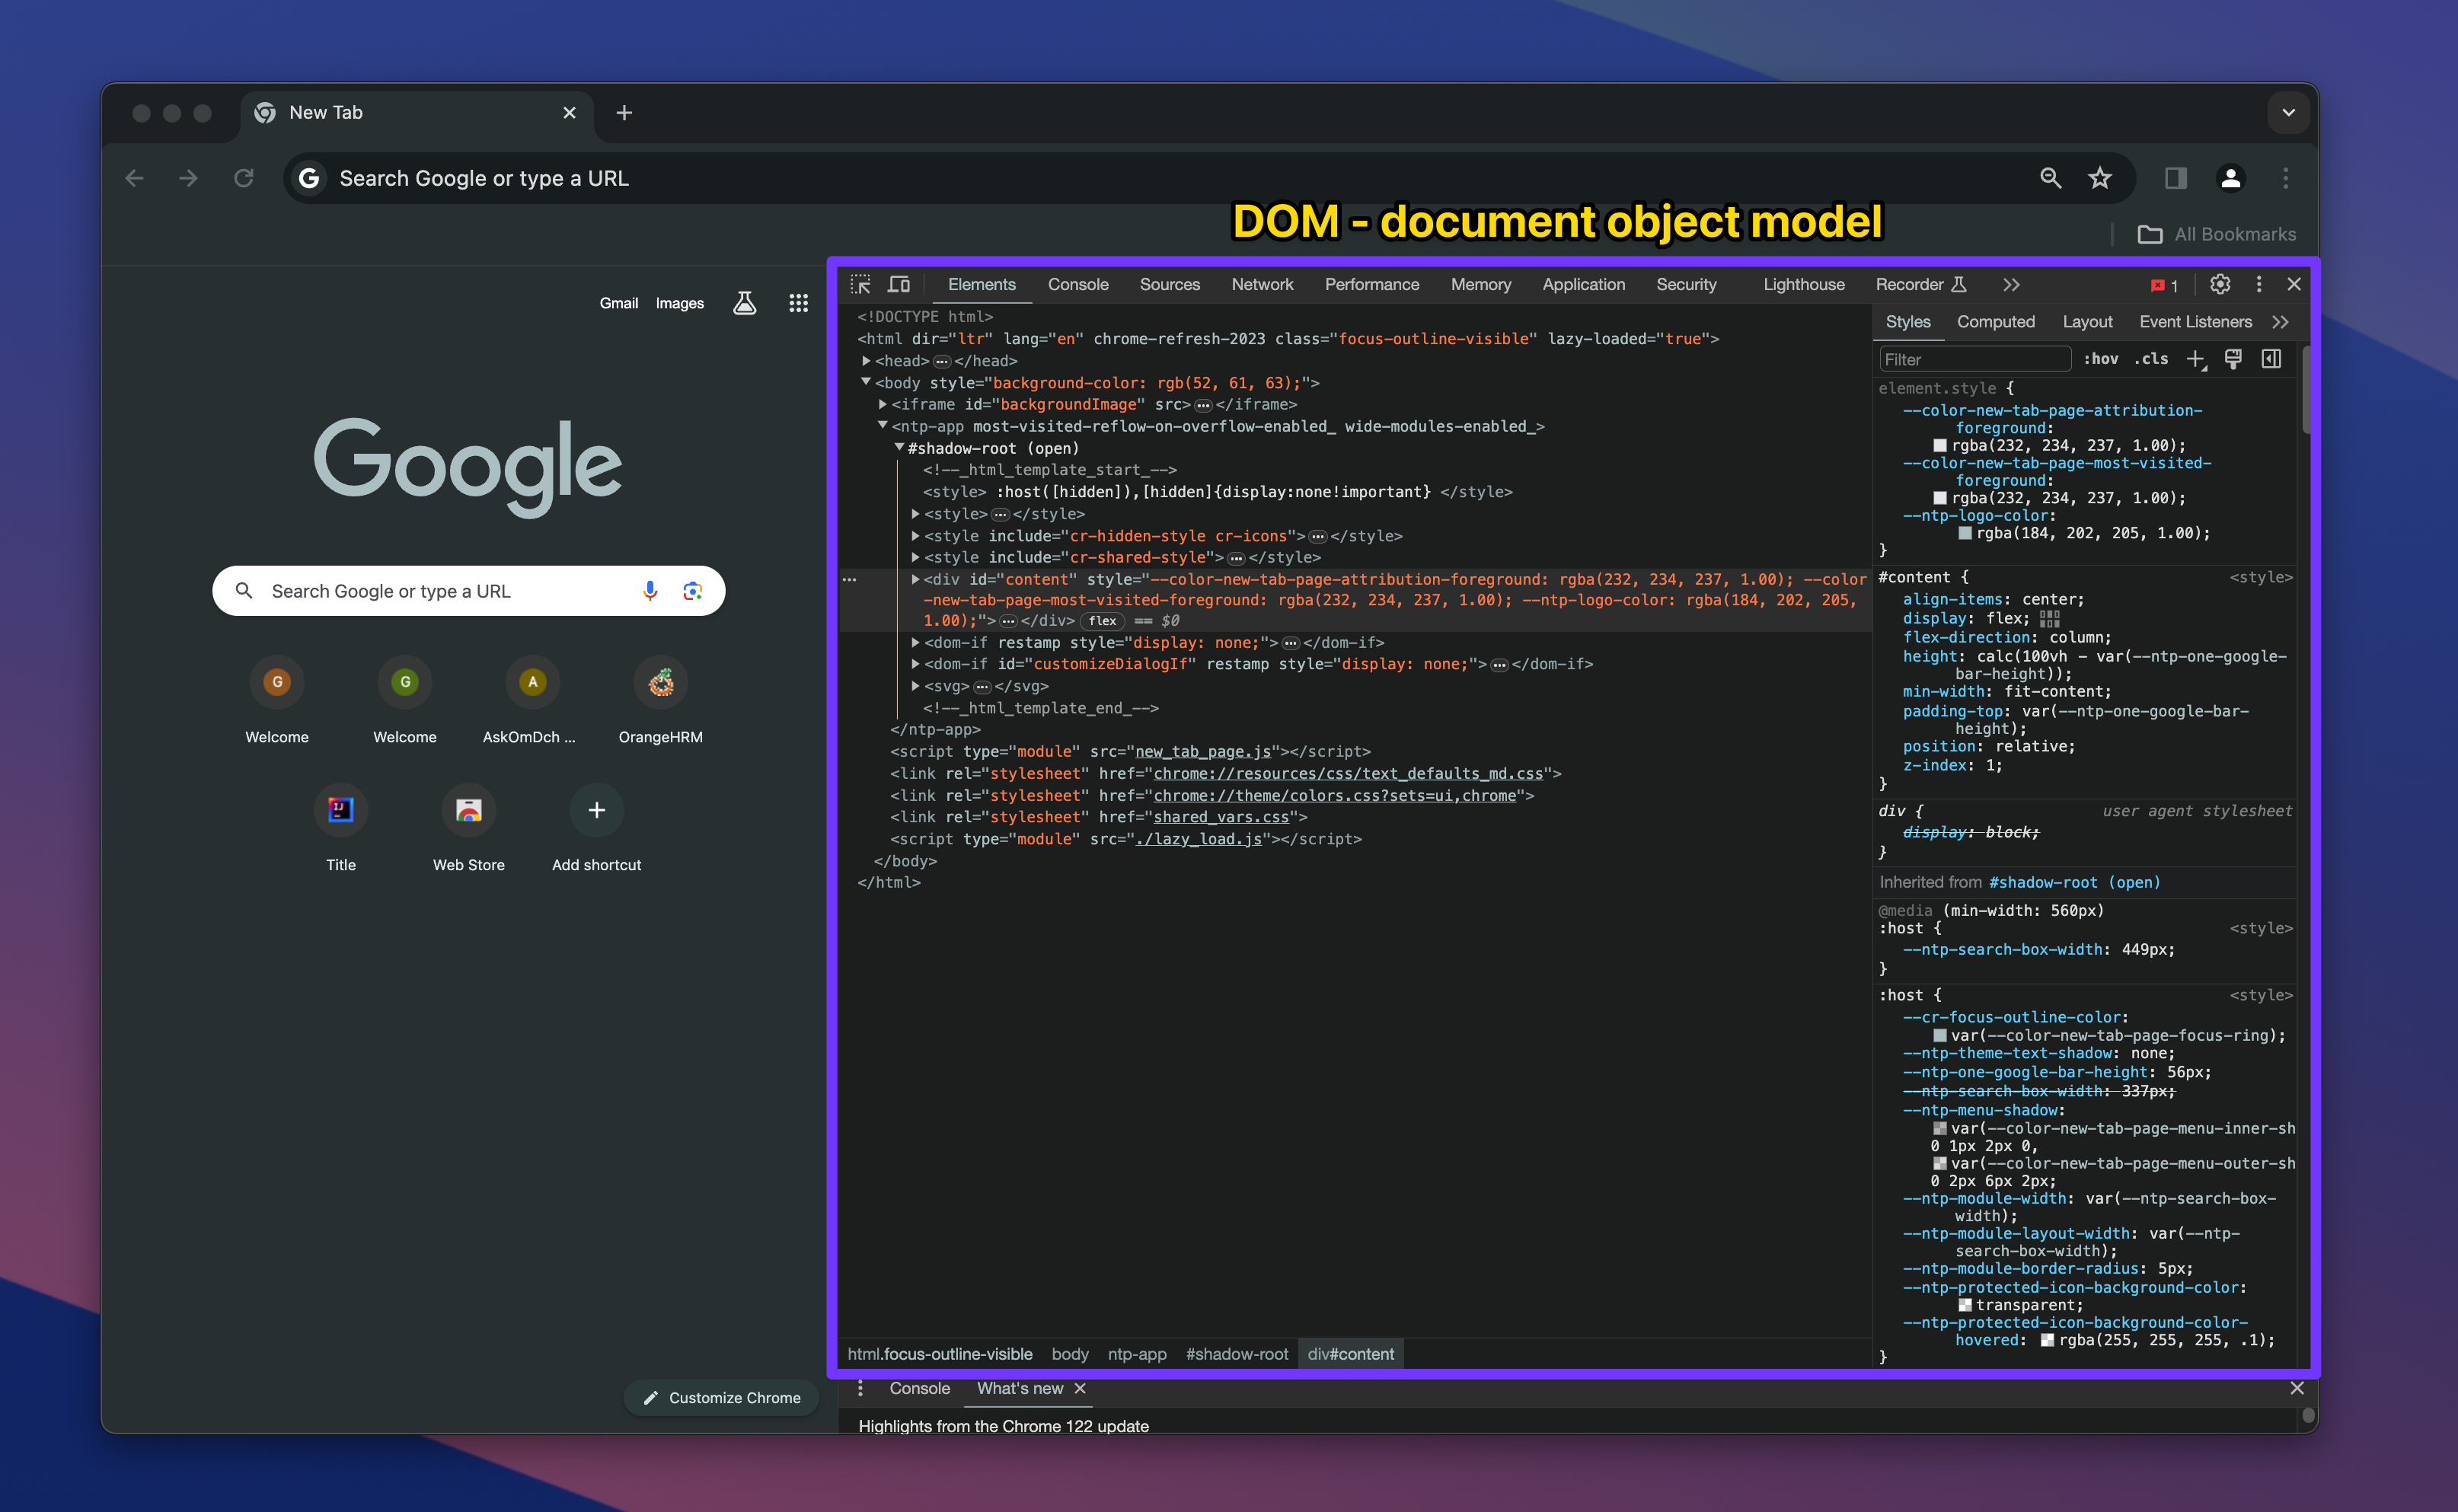 New Tab
Search Google or type a URL
DOM - document object model
All Bookmarks
Gmail Images
Google
Search Google or type a URL
G
G
A
Welcome
Welcome
AskOmDch ...
OrangeHRM
IJ
Title
Web Store
Add shortcut
Customize Chrome
Elements Console Sources Network Performance Memory Application Security Lighthouse Recorder 1
<!DOCTYPE html>
<html dir="ltr" lang="en" chrome-refresh-2023 class="focus-outline-visible" lazy-loaded="true">
<head>…</head>
<body style="background-color: rgb(52, 61, 63);">
<iframe id="backgroundImage" src>…</iframe>
<ntp-app most-visited-reflow-on-overflow-enabled_ wide-modules-enabled_>
#shadow-root (open)
<!--_html_template_start_-->
<style> :host([hidden]),[hidden]{display:none!important} </style>
<style>…</style>
<style include="cr-hidden-style cr-icons">…</style>
<style include="cr-shared-style">…</style>
<div id="content" style="--color-new-tab-page-attribution-foreground: rgba(232, 234, 237, 1.00); --color
-new-tab-page-most-visited-foreground: rgba(232, 234, 237, 1.00); --ntp-logo-color: rgba(184, 202, 205,
1.00);">…</div> flex == $0
<dom-if restamp style="display: none;">…</dom-if>
<dom-if id="customizeDialogIf" restamp style="display: none;">…</dom-if>
<svg>…</svg>
<!--_html_template_end_-->
</ntp-app>
<script type="module" src="new_tab_page.js"></script>
<link rel="stylesheet" href="chrome://resources/css/text_defaults_md.css">
<link rel="stylesheet" href="chrome://theme/colors.css?sets=ui,chrome">
<link rel="stylesheet" href="shared_vars.css">
<script type="module" src="./lazy_load.js"></script>
</body>
</html>
html.focus-outline-visible body ntp-app #shadow-root div#content
Styles Computed Layout Event Listeners
Filter :hov .cls
element.style {
--color-new-tab-page-attribution-
foreground:
rgba(232, 234, 237, 1.00);
--color-new-tab-page-most-visited-
foreground:
rgba(232, 234, 237, 1.00);
--ntp-logo-color:
rgba(184, 202, 205, 1.00);
}
#content { <style>
align-items: center;
display: flex;
flex-direction: column;
height: calc(100vh - var(--ntp-one-google-
bar-height));
min-width: fit-content;
padding-top: var(--ntp-one-google-bar-
height);
position: relative;
z-index: 1;
}
div { user agent stylesheet
display: block;
}
Inherited from #shadow-root (open)
@media (min-width: 560px)
:host { <style>
--ntp-search-box-width: 449px;
}
:host { <style>
--cr-focus-outline-color:
var(--color-new-tab-page-focus-ring);
--ntp-theme-text-shadow: none;
--ntp-one-google-bar-height: 56px;
--ntp-search-box-width: 337px;
--ntp-menu-shadow:
var(--color-new-tab-page-menu-inner-sh
0 1px 2px 0,
var(--color-new-tab-page-menu-outer-sh
0 2px 6px 2px;
--ntp-module-width: var(--ntp-search-box-
width);
--ntp-module-layout-width: var(--ntp-
search-box-width);
--ntp-module-border-radius: 5px;
--ntp-protected-icon-background-color:
transparent;
--ntp-protected-icon-background-color-
hovered: rgba(255, 255, 255, .1);
}
Console What's new
Highlights from the Chrome 122 update